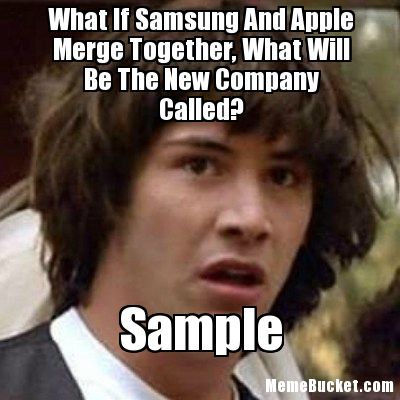 What If Samsung And Apple
Merge Together, What Will
Be The New Company
Called?
Sample
MemeBucket.com